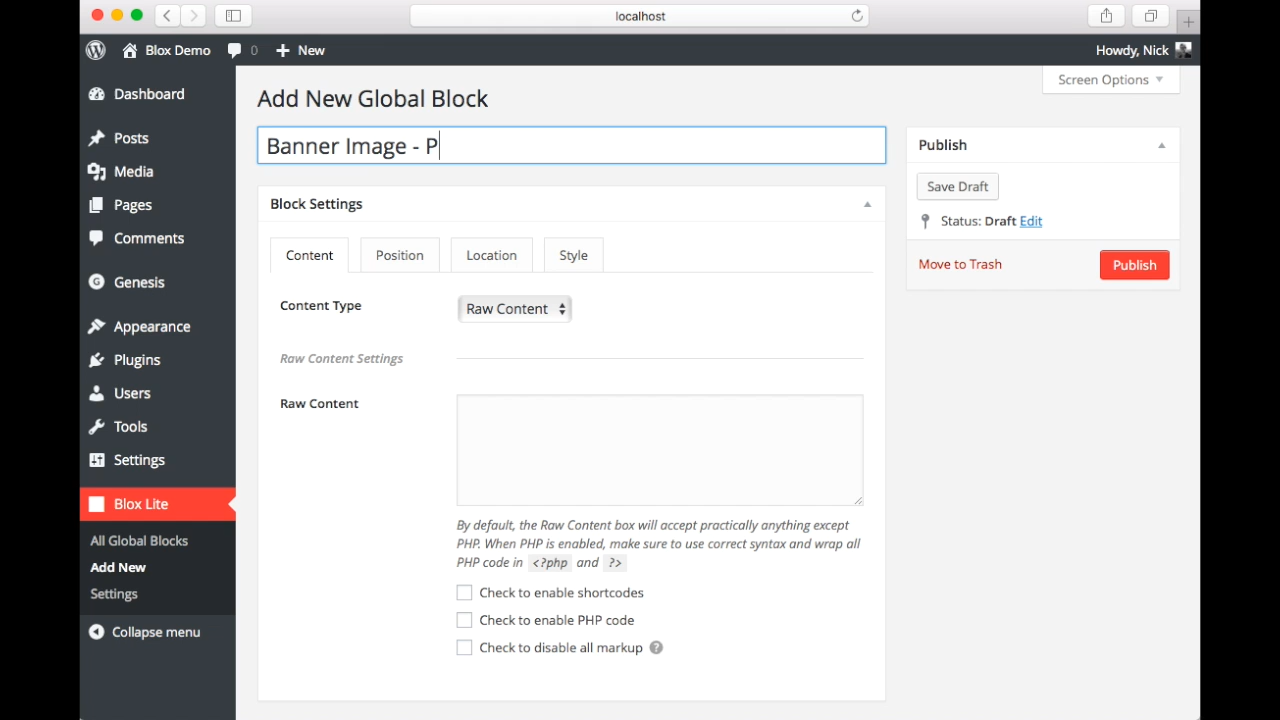 localhost
Blox Demo 0 New Howdy, Nick
Screen Options
Dashboard
Posts
Media
Pages
Comments
Genesis
Appearance
Plugins
Users
Tools
Settings
Blox Lite
All Global Blocks
Add New
Settings
Collapse menu
Add New Global Block
Banner Image - P
Block Settings
Content Position Location Style
Content Type Raw Content
Raw Content Settings
Raw Content
By default, the Raw Content box will accept practically anything except
PHP. When PHP is enabled, make sure to use correct syntax and wrap all
PHP code in <?php and ?>
Check to enable shortcodes
Check to enable PHP code
Check to disable all markup ?
Publish
Save Draft
Status: Draft Edit
Move to Trash Publish